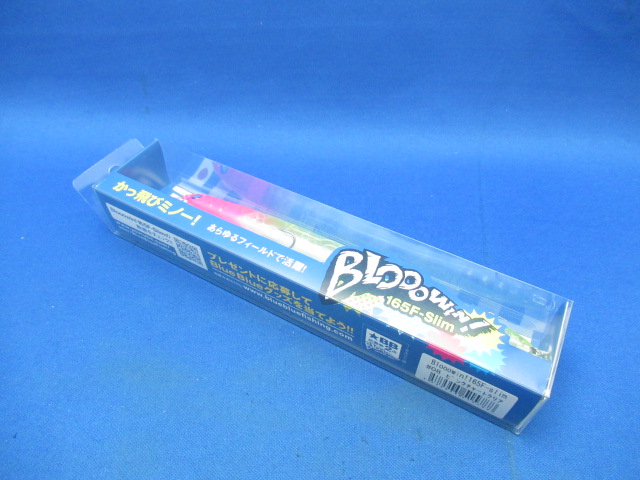 かっ飛びミノー!
あらゆるフィールドで活躍!
BLOOOWIN!
165F-Slim
プレゼントに応募して
BlueBlueグッズを当てよう!!
www.bluebluefishing.com
BB
Blooowin!165F-slim